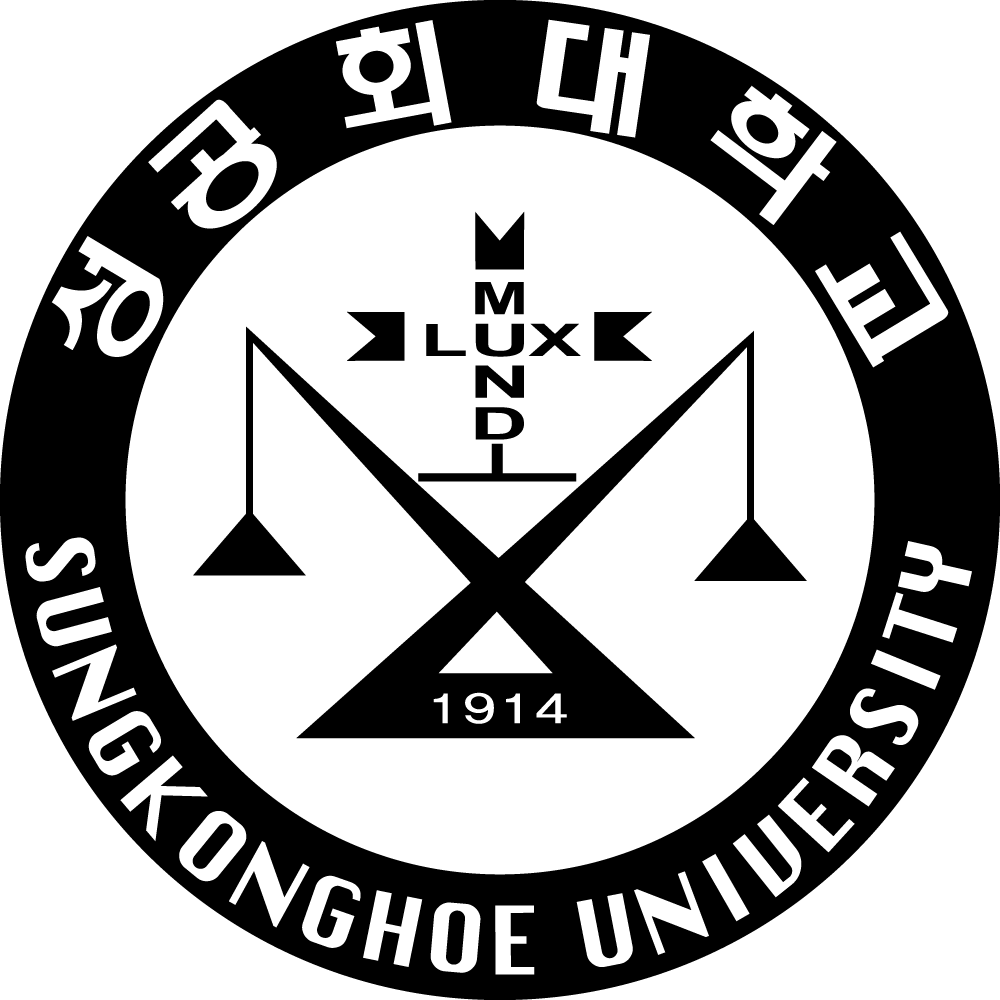 성공회대학교
MUNDI
LUX
1914
SUNGKONGHOE UNIVERSITY